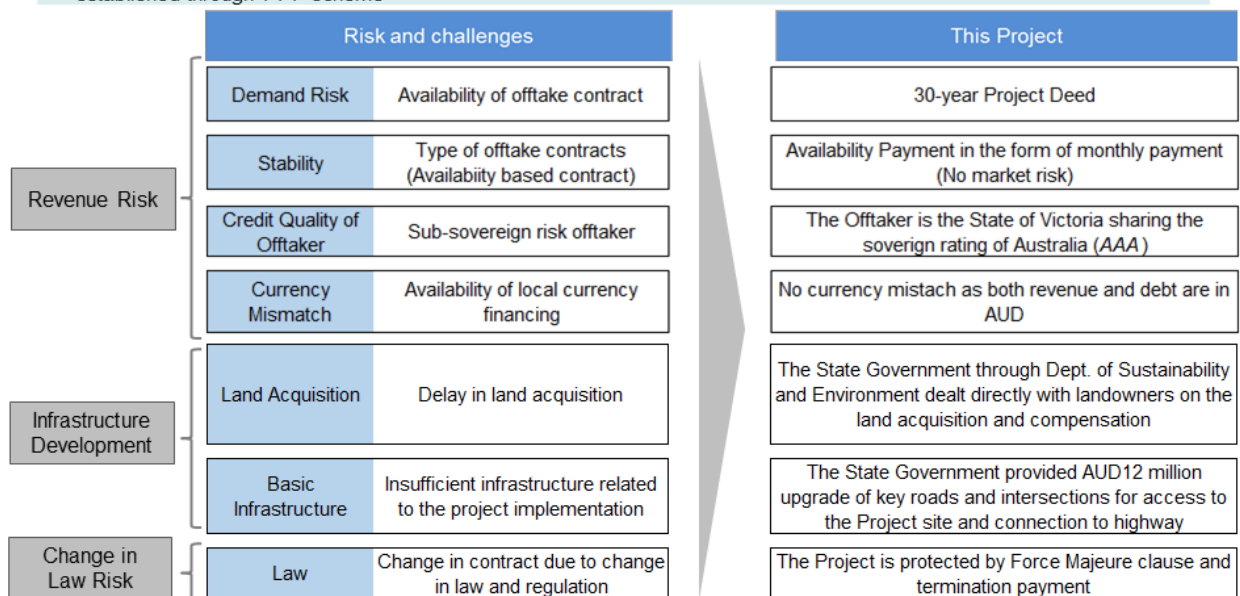 established through PPP scheme
Risk and challenges
This Project
Revenue Risk
Demand Risk
Availability of offtake contract
30-year Project Deed
Stability
Type of offtake contracts
(Availabiity based contract)
Availability Payment in the form of monthly payment
(No market risk)
Credit Quality of
Offtaker
Sub-sovereign risk offtaker
The Offtaker is the State of Victoria sharing the
soverign rating of Australia (AAA)
Currency
Mismatch
Availability of local currency
financing
No currency mistach as both revenue and debt are in
AUD
Infrastructure
Development
Land Acquisition
Delay in land acquisition
The State Government through Dept. of Sustainability
and Environment dealt directly with landowners on the
land acquisition and compensation
Basic
Infrastructure
Insufficient infrastructure related
to the project implementation
The State Government provided AUD12 million
upgrade of key roads and intersections for access to
the Project site and connection to highway
Change in
Law Risk
Law
Change in contract due to change
in law and regulation
The Project is protected by Force Majeure clause and
termination payment